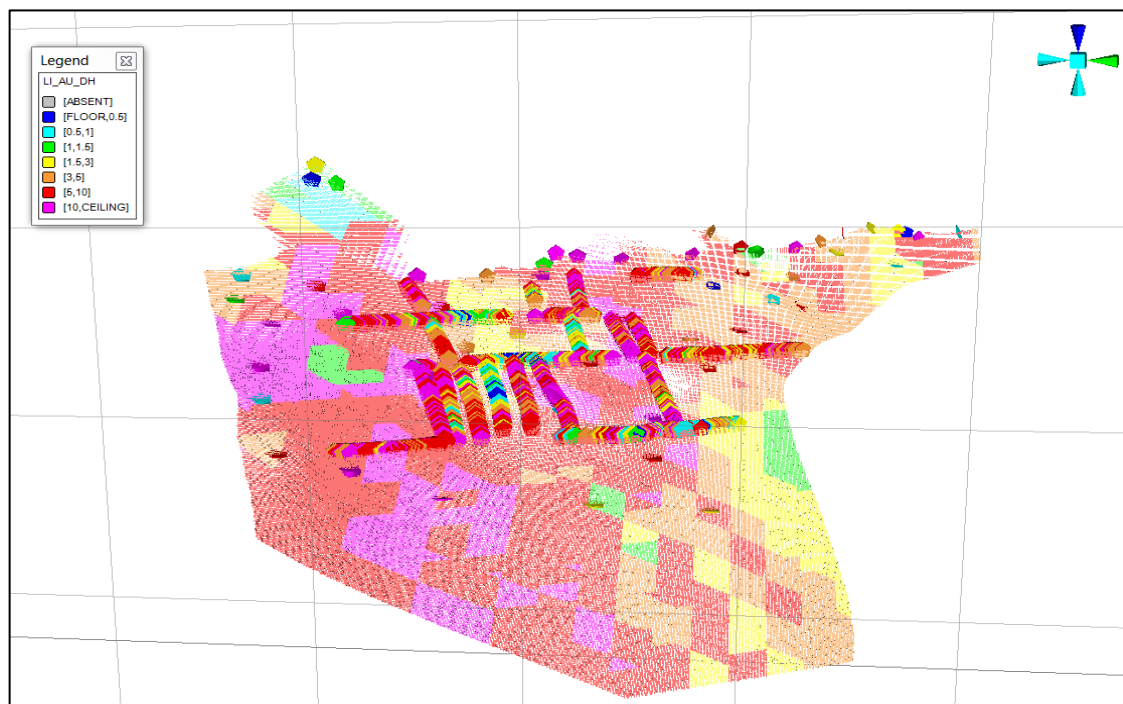 Legend
LI_AU_DH
[ABSENT]
[FLOOR,0.5]
[0.5,1]
[1,1.5]
[1.5,3]
[3,5]
[5,10]
[10,CEILING]